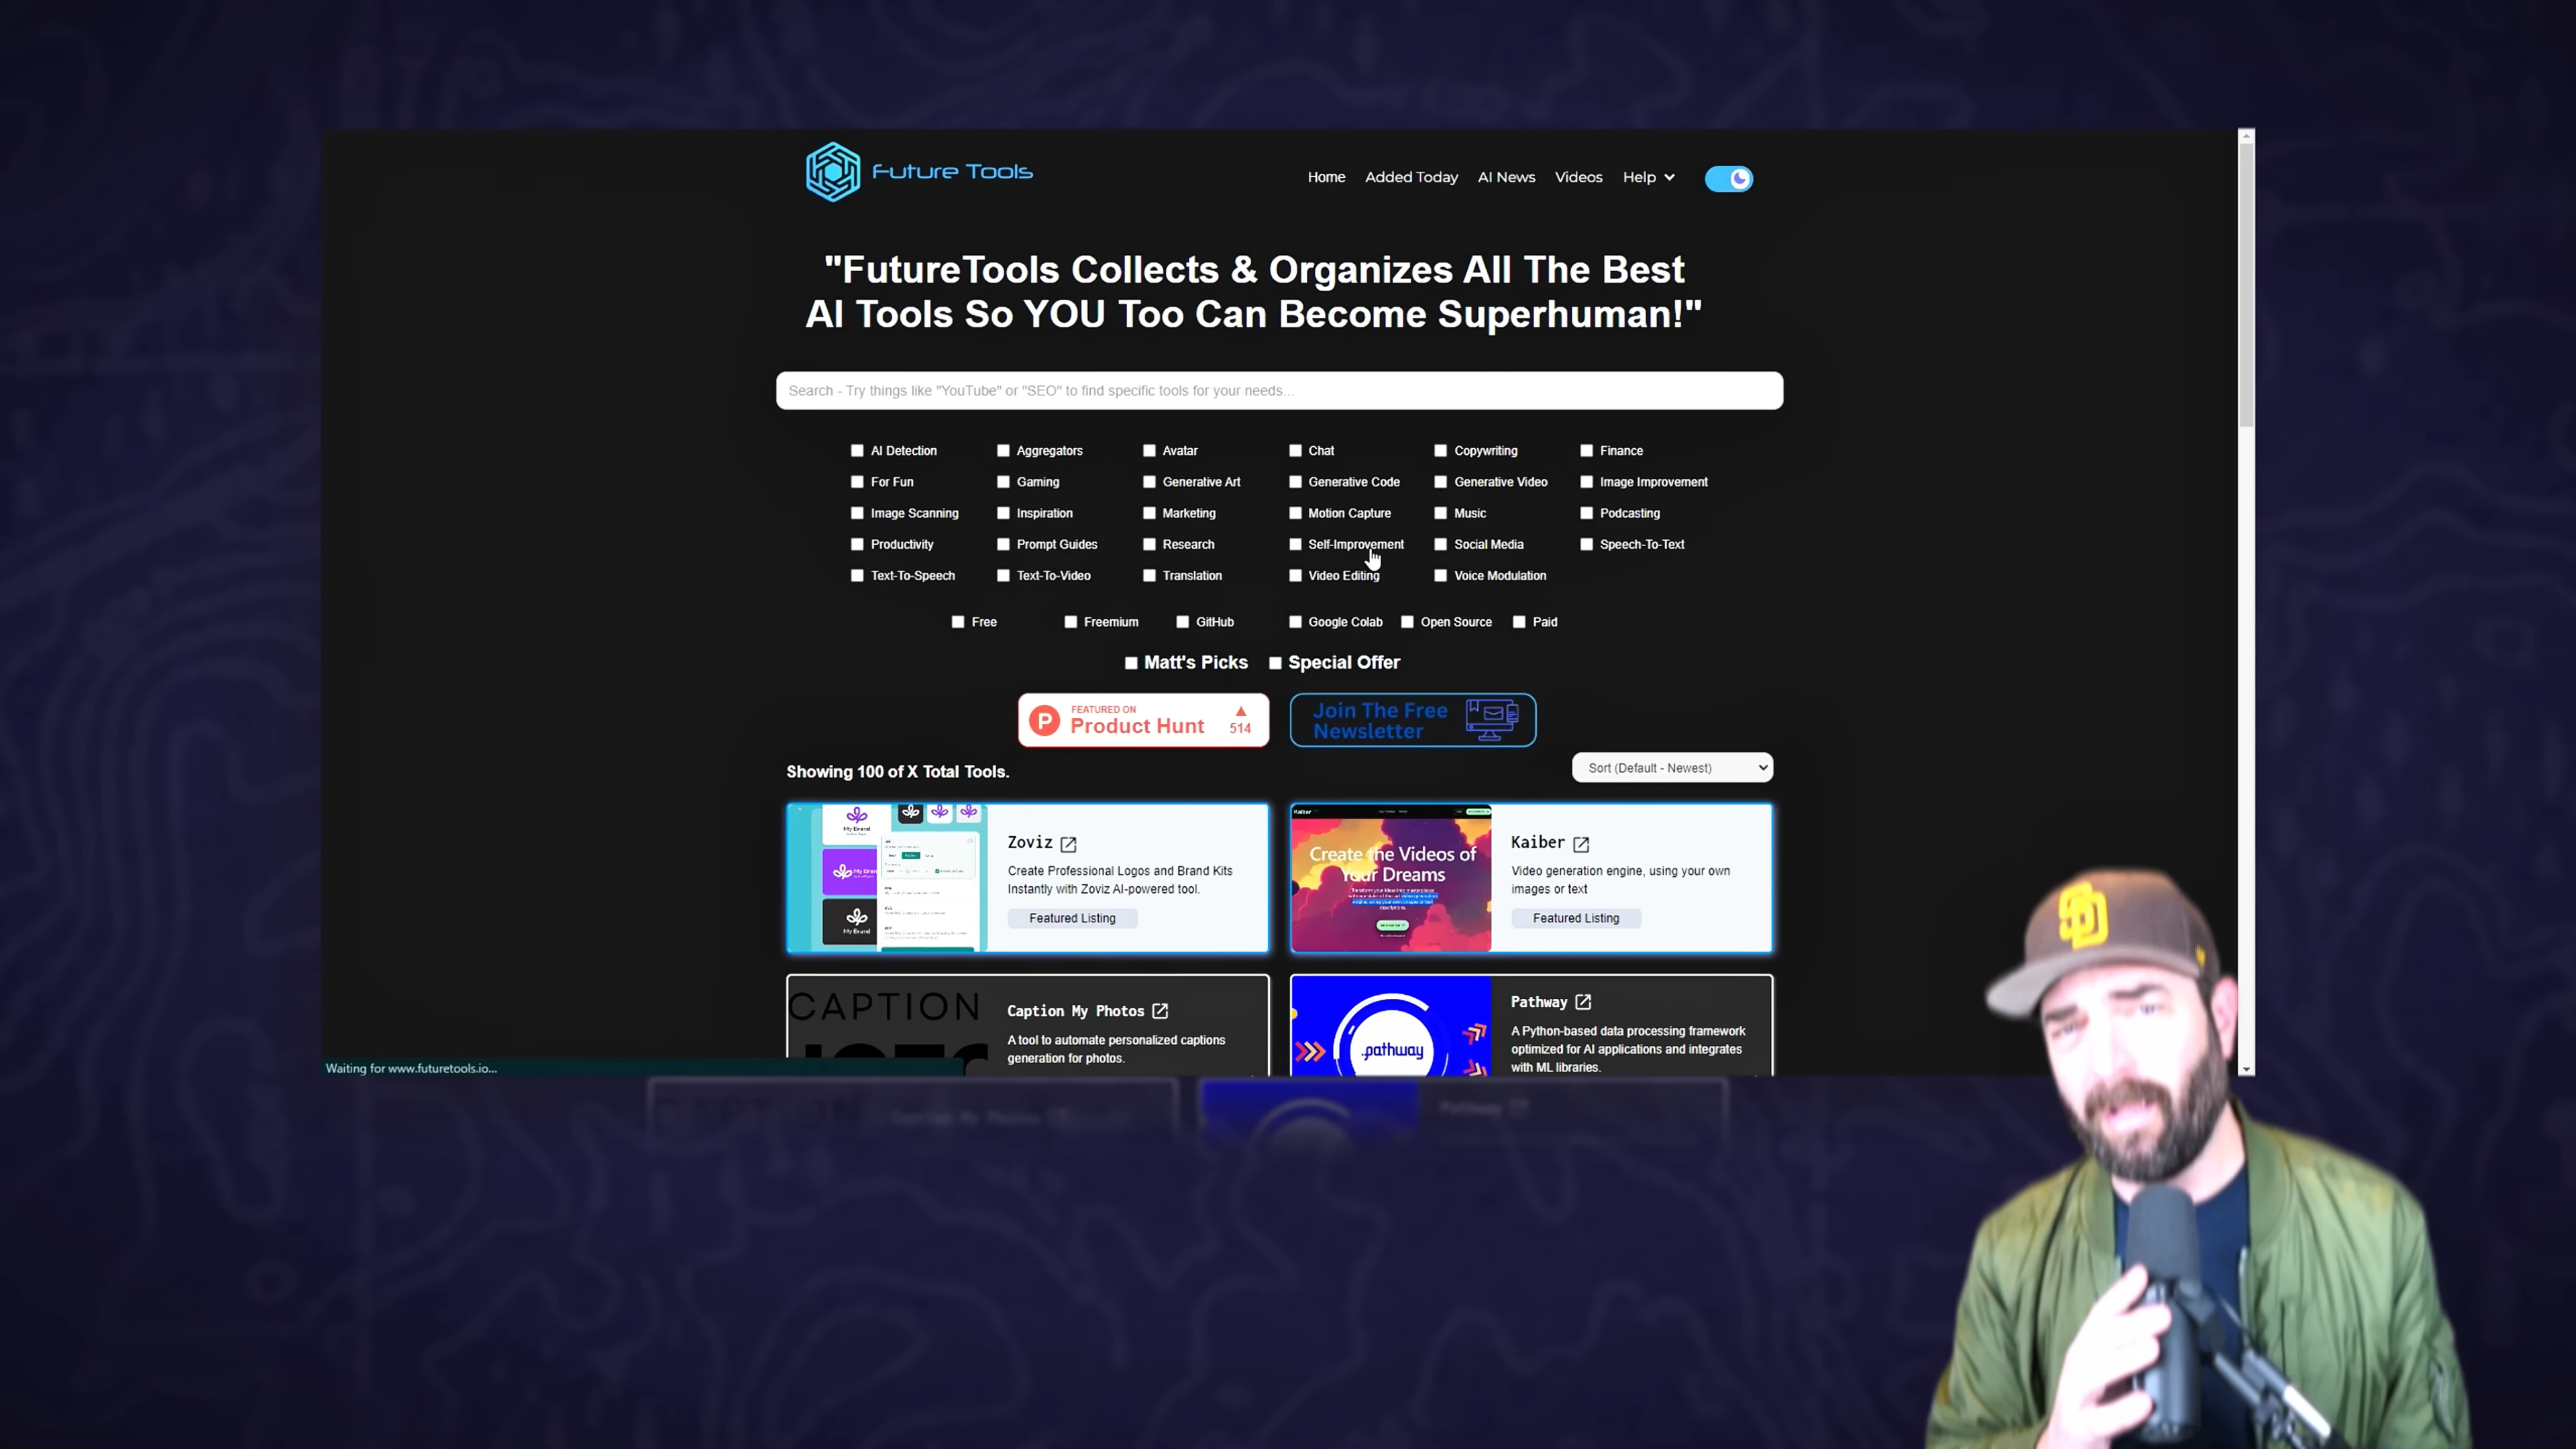 Future Tools
Home Added Today AI News Videos Help
"FutureTools Collects & Organizes All The Best
AI Tools So YOU Too Can Become Superhuman!"
Search - Try things like "YouTube" or "SEO" to find specific tools for your needs...
AI Detection Aggregators Avatar Chat Copywriting Finance
For Fun Gaming Generative Art Generative Code Generative Video Image Improvement
Image Scanning Inspiration Marketing Motion Capture Music Podcasting
Productivity Prompt Guides Research Self-Improvement Social Media Speech-To-Text
Text-To-Speech Text-To-Video Translation Video Editing Voice Modulation
Free Freemium GitHub Google Colab Open Source Paid
Matt's Picks Special Offer
P FEATURED ON
Product Hunt 514
Join The Free
Newsletter
Showing 100 of X Total Tools.
Sort (Default - Newest)
My Brand
My Brand
My Brand
Zoviz
Create Professional Logos and Brand Kits
Instantly with Zoviz AI-powered tool.
Featured Listing
Kaiber
Create the Videos of
Your Dreams
Kaiber
Video generation engine, using your own
images or text
Featured Listing
CAPTION
Caption My Photos
A tool to automate personalized captions
generation for photos.
.pathway
Pathway
A Python-based data processing framework
optimized for AI applications and integrates
with ML libraries.
Waiting for www.futuretools.io...
SD